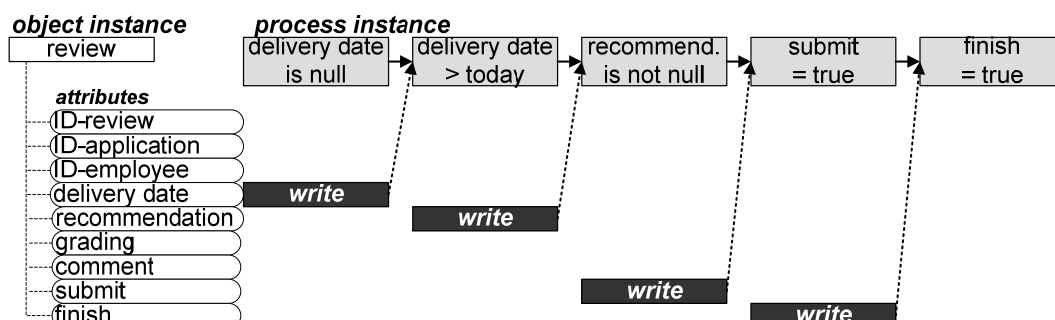 object instance
process instance
review
delivery date
is null
delivery date
> today
recommend.
is not null
submit
= true
finish
= true
attributes
ID-review
ID-application
ID-employee
delivery date
write
recommendation
write
grading
comment
submit
write
finish
write